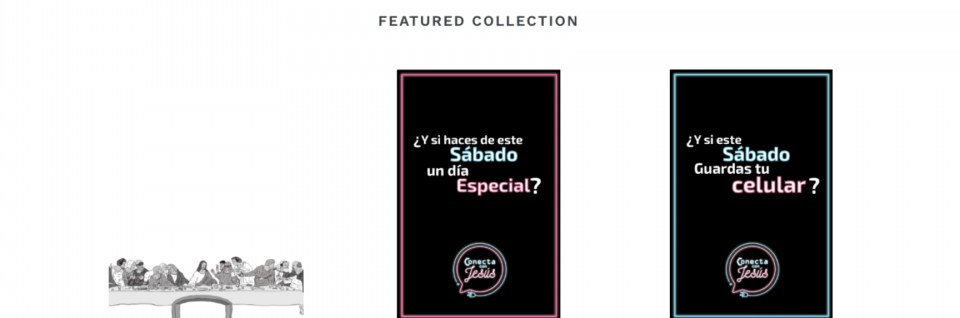 FEATURED COLLECTION
¿Y si haces de este
Sábado
un día
Especial?
Conecta
con
Jesús
¿Y si este
Sábado
Guardas tu
celular?
Conecta
con
Jesús